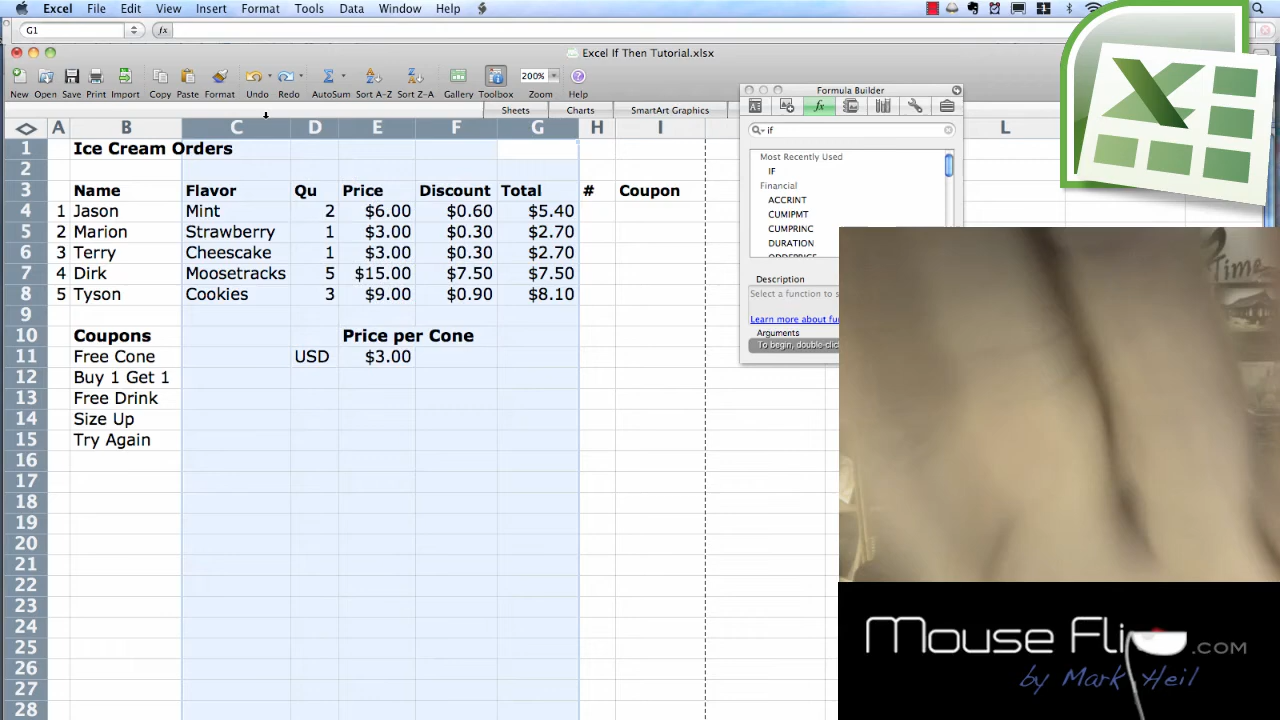 Excel File Edit View Insert Format Tools Data Window Help
G1 fx
Excel If Then Tutorial.xlsx
New Open Save Print Import Copy Paste Format Undo Redo AutoSum Sort A-Z Sort Z-A Gallery Toolbox 200% Zoom Help
Sheets Charts SmartArt Graphics
A B C D E F G H I L
1 Ice Cream Orders
2
3 Name Flavor Qu Price Discount Total # Coupon
4 1 Jason Mint 2 $6.00 $0.60 $5.40
5 2 Marion Strawberry 1 $3.00 $0.30 $2.70
6 3 Terry Cheescake 1 $3.00 $0.30 $2.70
7 4 Dirk Moosetracks 5 $15.00 $7.50 $7.50
8 5 Tyson Cookies 3 $9.00 $0.90 $8.10
9
10 Coupons Price per Cone
11 Free Cone USD $3.00
12 Buy 1 Get 1
13 Free Drink
14 Size Up
15 Try Again
16
17
18
19
20
21
22
23
24
25
26
27
28
Formula Builder
fx
if
Most Recently Used
IF
Financial
ACCRINT
CUMIPMT
CUMPRINC
DURATION
Description
Select a function to s
Learn more about fu
Arguments
To begin, double-clic
X
Time
Mouse Fli .com
by Mark Heil